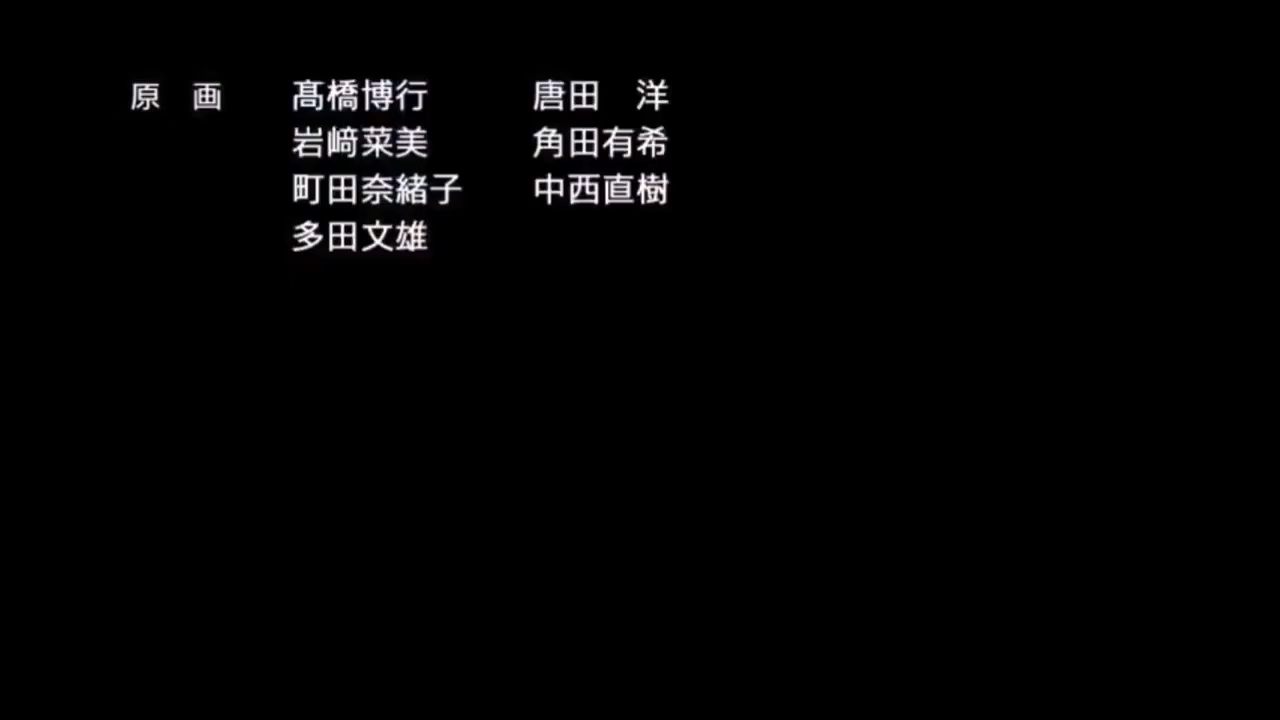 原　画　髙橋博行　唐田　洋
岩﨑菜美　角田有希
町田奈緒子　中西直樹
多田文雄